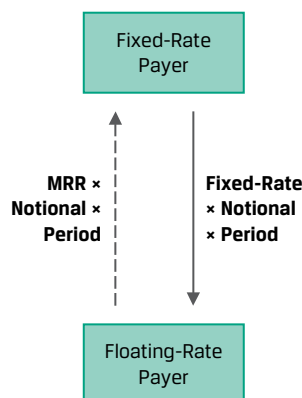 Fixed-Rate
Payer
MRR ×
Notional ×
Period
Fixed-Rate
× Notional
× Period
Floating-Rate
Payer